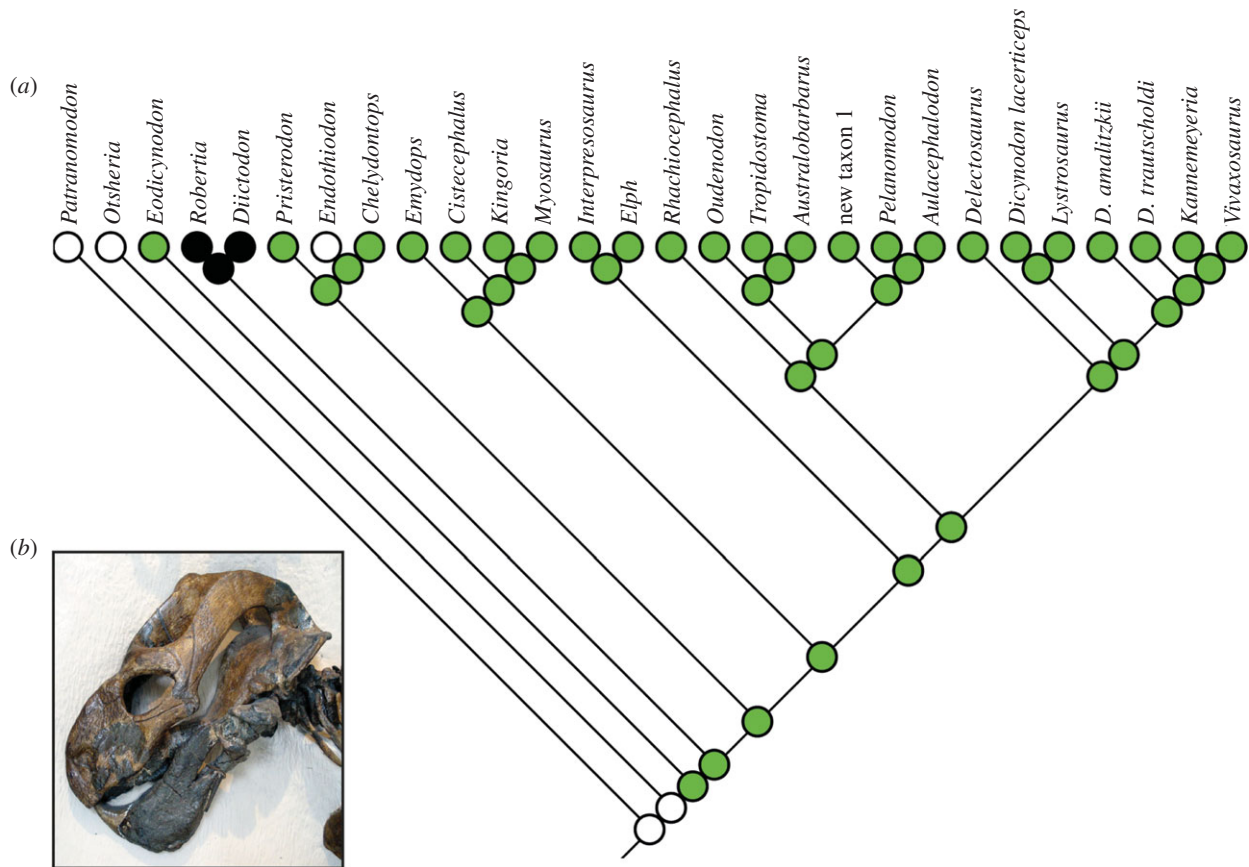 (a)
Patranomodon
Otsheria
Eodicynodon
Robertia
Diictodon
Pristerodon
Endothiodon
Chelydontops
Emydops
Cistecephalus
Kingoria
Myosaurus
Interpresosaurus
Elph
Rhachiocephalus
Oudenodon
Tropidostoma
Australobarbarus
new taxon 1
Pelanomodon
Aulacephalodon
Delectosaurus
Dicynodon lacerticeps
Lystrosaurus
D. amalitzkii
D. trautscholdi
Kannemeyeria
Vivaxosaurus
(b)